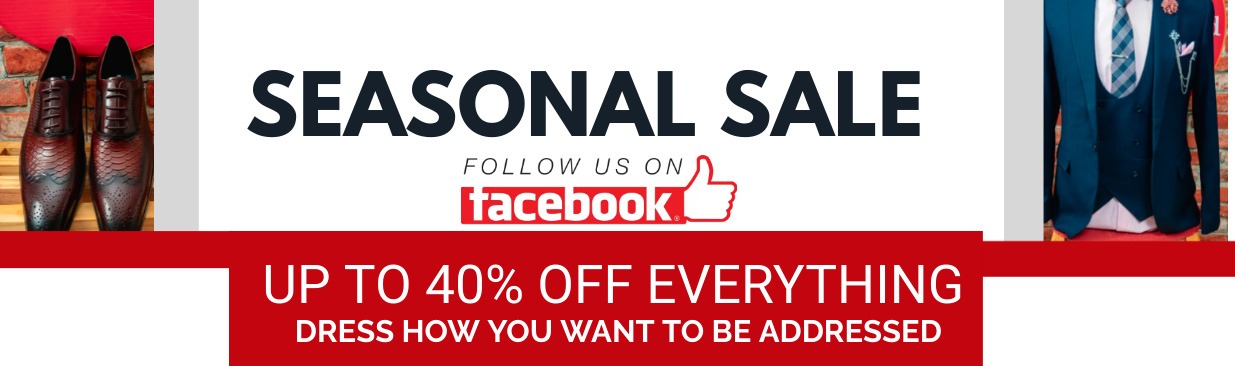 SEASONAL SALE
FOLLOW US ON
facebook
UP TO 40% OFF EVERYTHING
DRESS HOW YOU WANT TO BE ADDRESSED